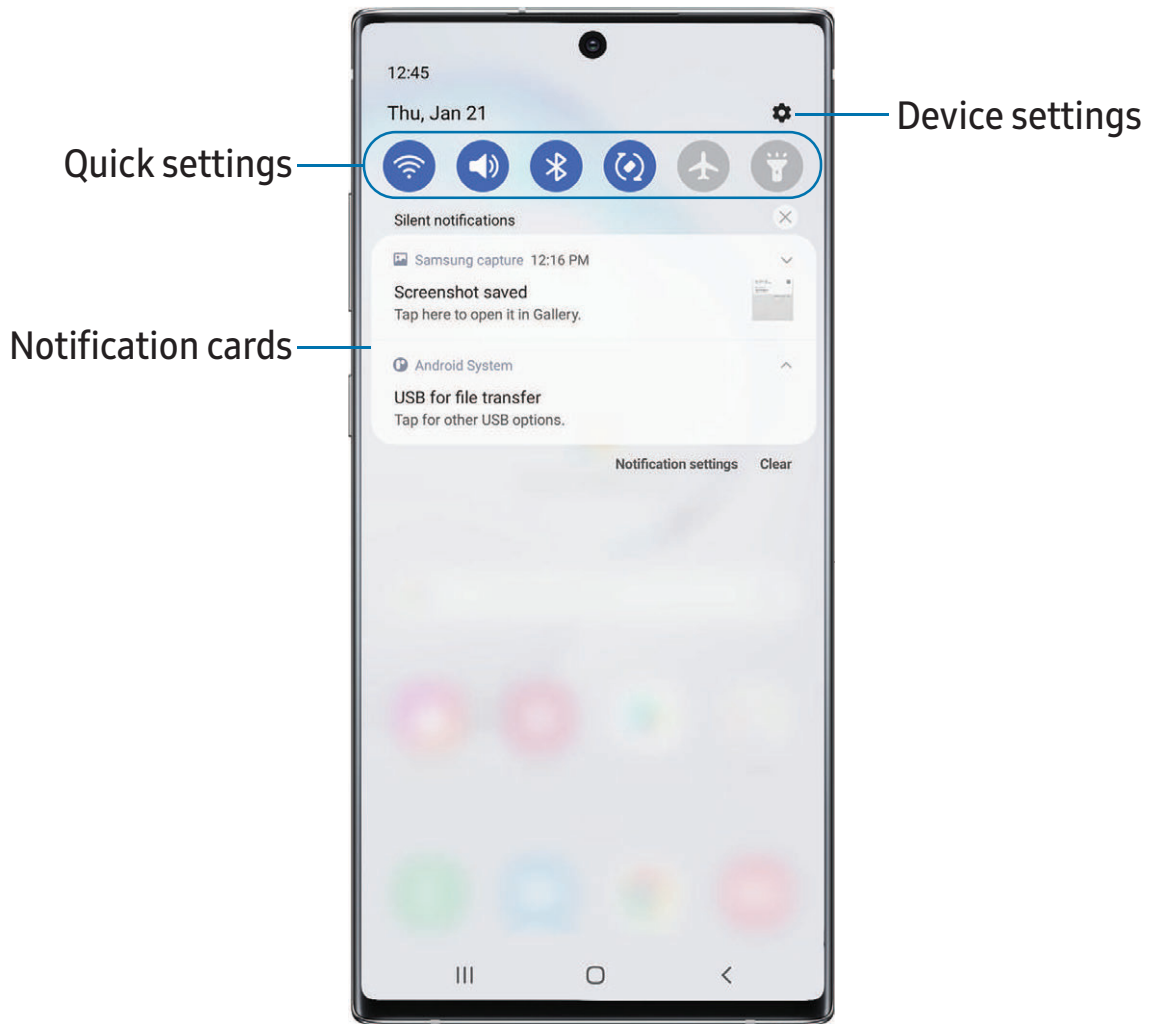 12:45
Thu, Jan 21
Device settings
Quick settings
Silent notifications
Samsung capture 12:16 PM
Screenshot saved
Tap here to open it in Gallery.
Notification cards
Android System
USB for file transfer
Tap for other USB options.
Notification settings Clear